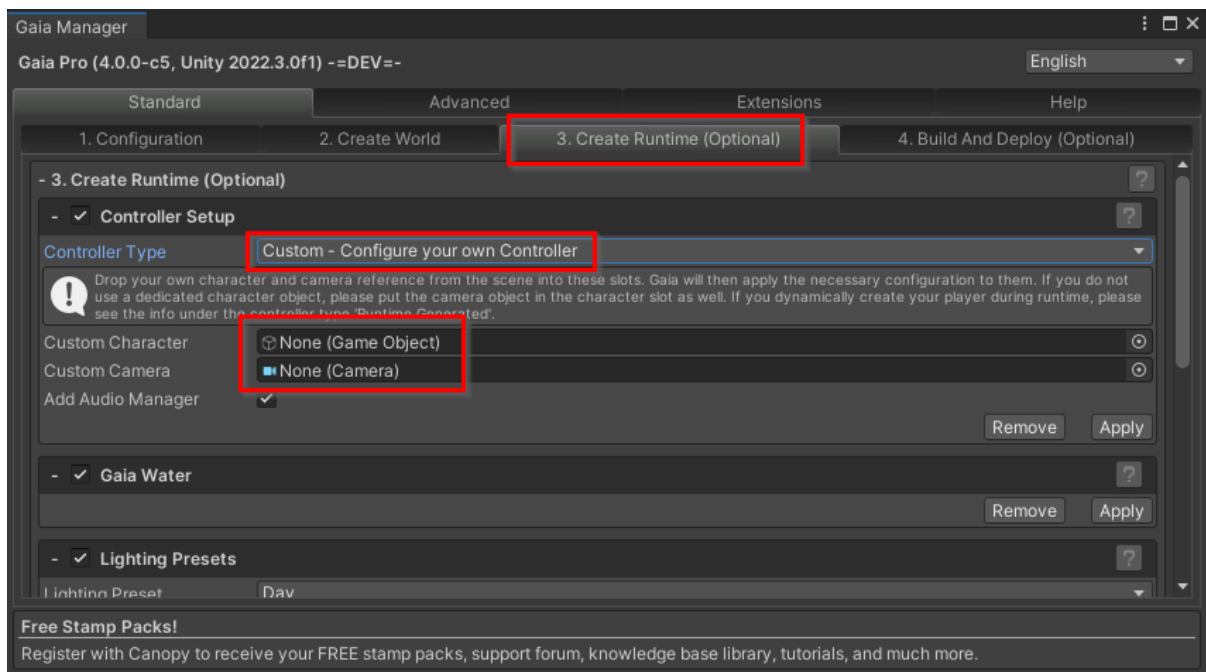 Gaia Manager
Gaia Pro (4.0.0-c5, Unity 2022.3.0f1) -=DEV=-
English
Standard
Advanced
Extensions
Help
1. Configuration
2. Create World
3. Create Runtime (Optional)
4. Build And Deploy (Optional)
- 3. Create Runtime (Optional)
?
- Controller Setup
?
Controller Type
Custom - Configure your own Controller
Drop your own character and camera reference from the scene into these slots. Gaia will then apply the necessary configuration to them. If you do not
use a dedicated character object, please put the camera object in the character slot as well. If you dynamically create your player during runtime, please
see the info under the controller type 'Runtime Generated'.
Custom Character
None (Game Object)
Custom Camera
None (Camera)
Add Audio Manager
Remove
Apply
- Gaia Water
?
Remove
Apply
- Lighting Presets
?
Lighting Preset
Day
Free Stamp Packs!
Register with Canopy to receive your FREE stamp packs, support forum, knowledge base library, tutorials, and much more.